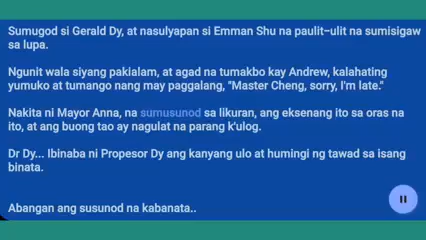 Sumugod si Gerald Dy, at nasulyapan si Emman Shu na paulit-ulit na sumisigaw
sa lupa.
Ngunit wala siyang pakialam, at agad na tumakbo kay Andrew, kalahating
yumuko at tumango nang may paggalang, "Master Cheng, sorry, I'm late."
Nakita ni Mayor Anna, na sumusunod sa likuran, ang eksenang ito sa oras na
ito, at ang buong tao ay nagulat na parang k'ulog.
Dr Dy... Ibinaba ni Propesor Dy ang kanyang ulo at humingi ng tawad sa isang
binata.
Abangan ang susunod na kabanata..